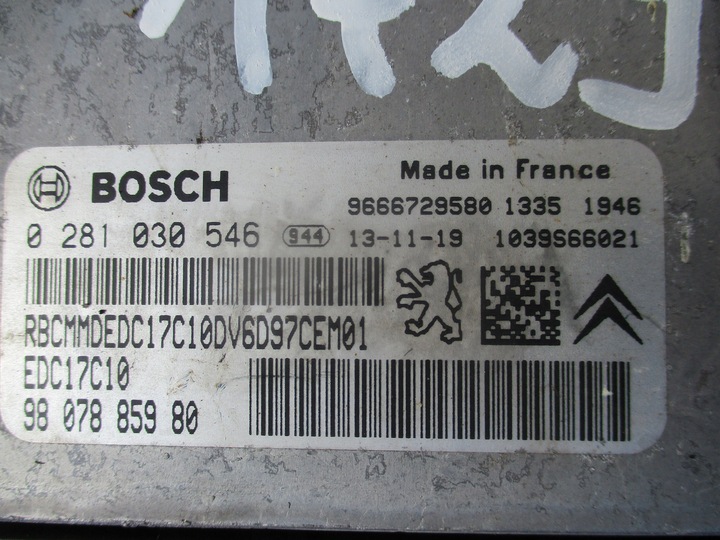 BOSCH
Made in France
9666729580 1335 1946
0 281 030 546 944 13-11-19 1039S66021
RBCMMDEDC17C10DV6D97CEM01
EDC17C10
98 078 859 80